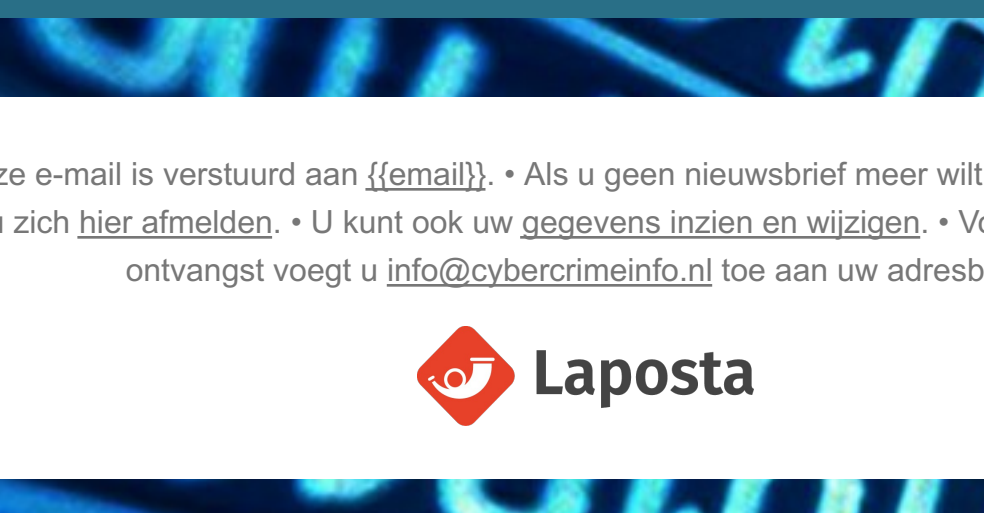 ze e-mail is verstuurd aan {{email}}. • Als u geen nieuwsbrief meer wilt
u zich hier afmelden. • U kunt ook uw gegevens inzien en wijzigen. • Vo
ontvangst voegt u info@cybercrimeinfo.nl toe aan uw adresb
Laposta